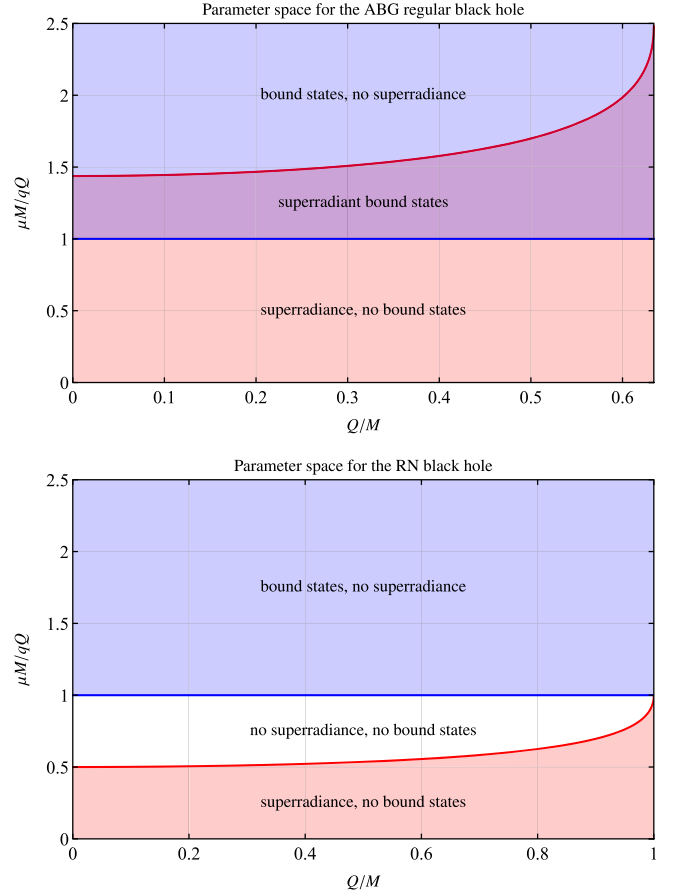 Parameter space for the ABG regular black hole
2.5
bound states, no superradiance
2
1.5
superradiant bound states
1
superradiance, no bound states
0.5
0
μM/qQ
0 0.1 0.2 0.3 0.4 0.5 0.6
Q/M
Parameter space for the RN black hole
2.5
2
bound states, no superradiance
1.5
1
no superradiance, no bound states
0.5
superradiance, no bound states
0
μM/qQ
0 0.2 0.4 0.6 0.8 1
Q/M